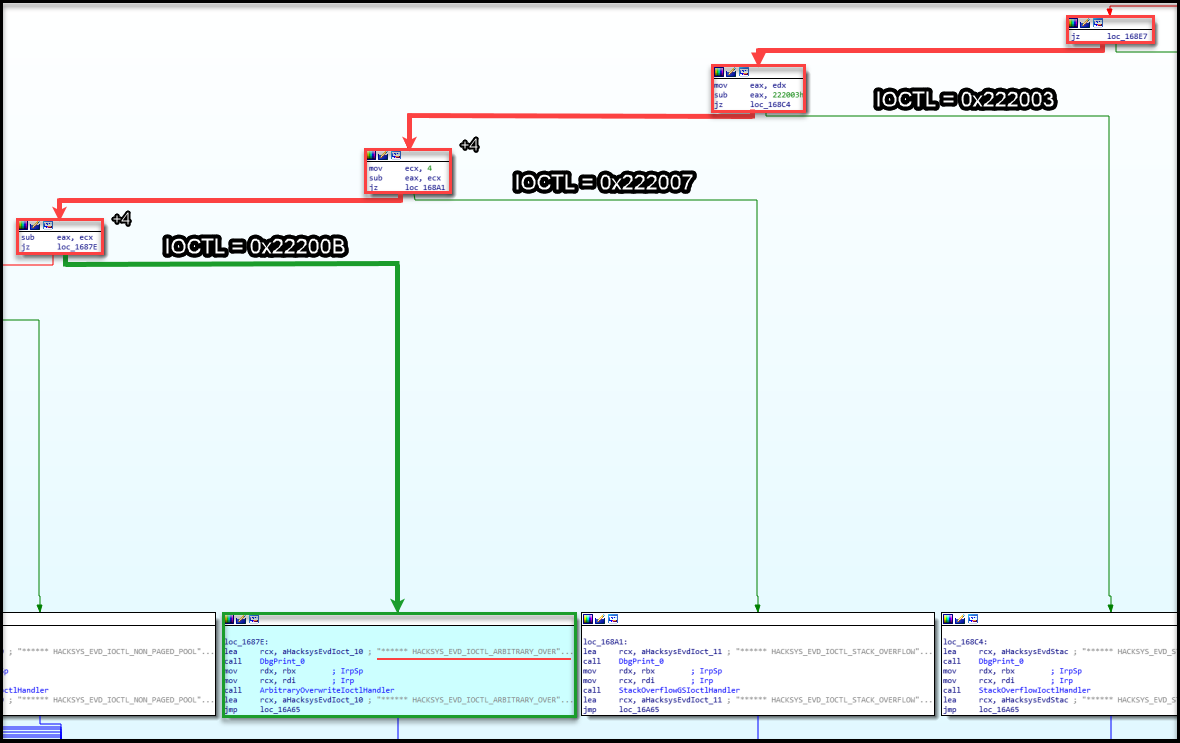 jz loc_168E7
mov eax, edx
sub eax, 222003h
jz loc_168C4
IOCTL = 0x222003
+4
mov ecx, 4
sub eax, ecx
jz loc_168A1
IOCTL = 0x222007
+4
sub eax, ecx
jz loc_1687E
IOCTL = 0x22200B
; "****** HACKSYS_EVD_IOCTL_NON_PAGED_POOL"...
p
octlHandler
; "****** HACKSYS_EVD_IOCTL_NON_PAGED_POOL"...
loc_1687E:
lea rcx, aHacksysEvdIoct_10 ; "****** HACKSYS_EVD_IOCTL_ARBITRARY_OVER"...
call DbgPrint_0
mov rdx, rbx ; IrpSp
mov rcx, rdi ; Irp
call ArbitraryOverwriteIoctlHandler
lea rcx, aHacksysEvdIoct_10 ; "****** HACKSYS_EVD_IOCTL_ARBITRARY_OVER"...
jmp loc_16A65
loc_168A1:
lea rcx, aHacksysEvdIoct_11 ; "****** HACKSYS_EVD_IOCTL_STACK_OVERFLOW"...
call DbgPrint_0
mov rdx, rbx ; IrpSp
mov rcx, rdi ; Irp
call StackOverflowGSIoctlHandler
lea rcx, aHacksysEvdIoct_11 ; "****** HACKSYS_EVD_IOCTL_STACK_OVERFLOW"...
jmp loc_16A65
loc_168C4:
lea rcx, aHacksysEvdStac ; "****** HACKSYS_EVD_S
call DbgPrint_0
mov rdx, rbx ; IrpSp
mov rcx, rdi ; Irp
call StackOverflowIoctlHandler
lea rcx, aHacksysEvdStac ; "****** HACKSYS_EVD_S
jmp loc_16A65